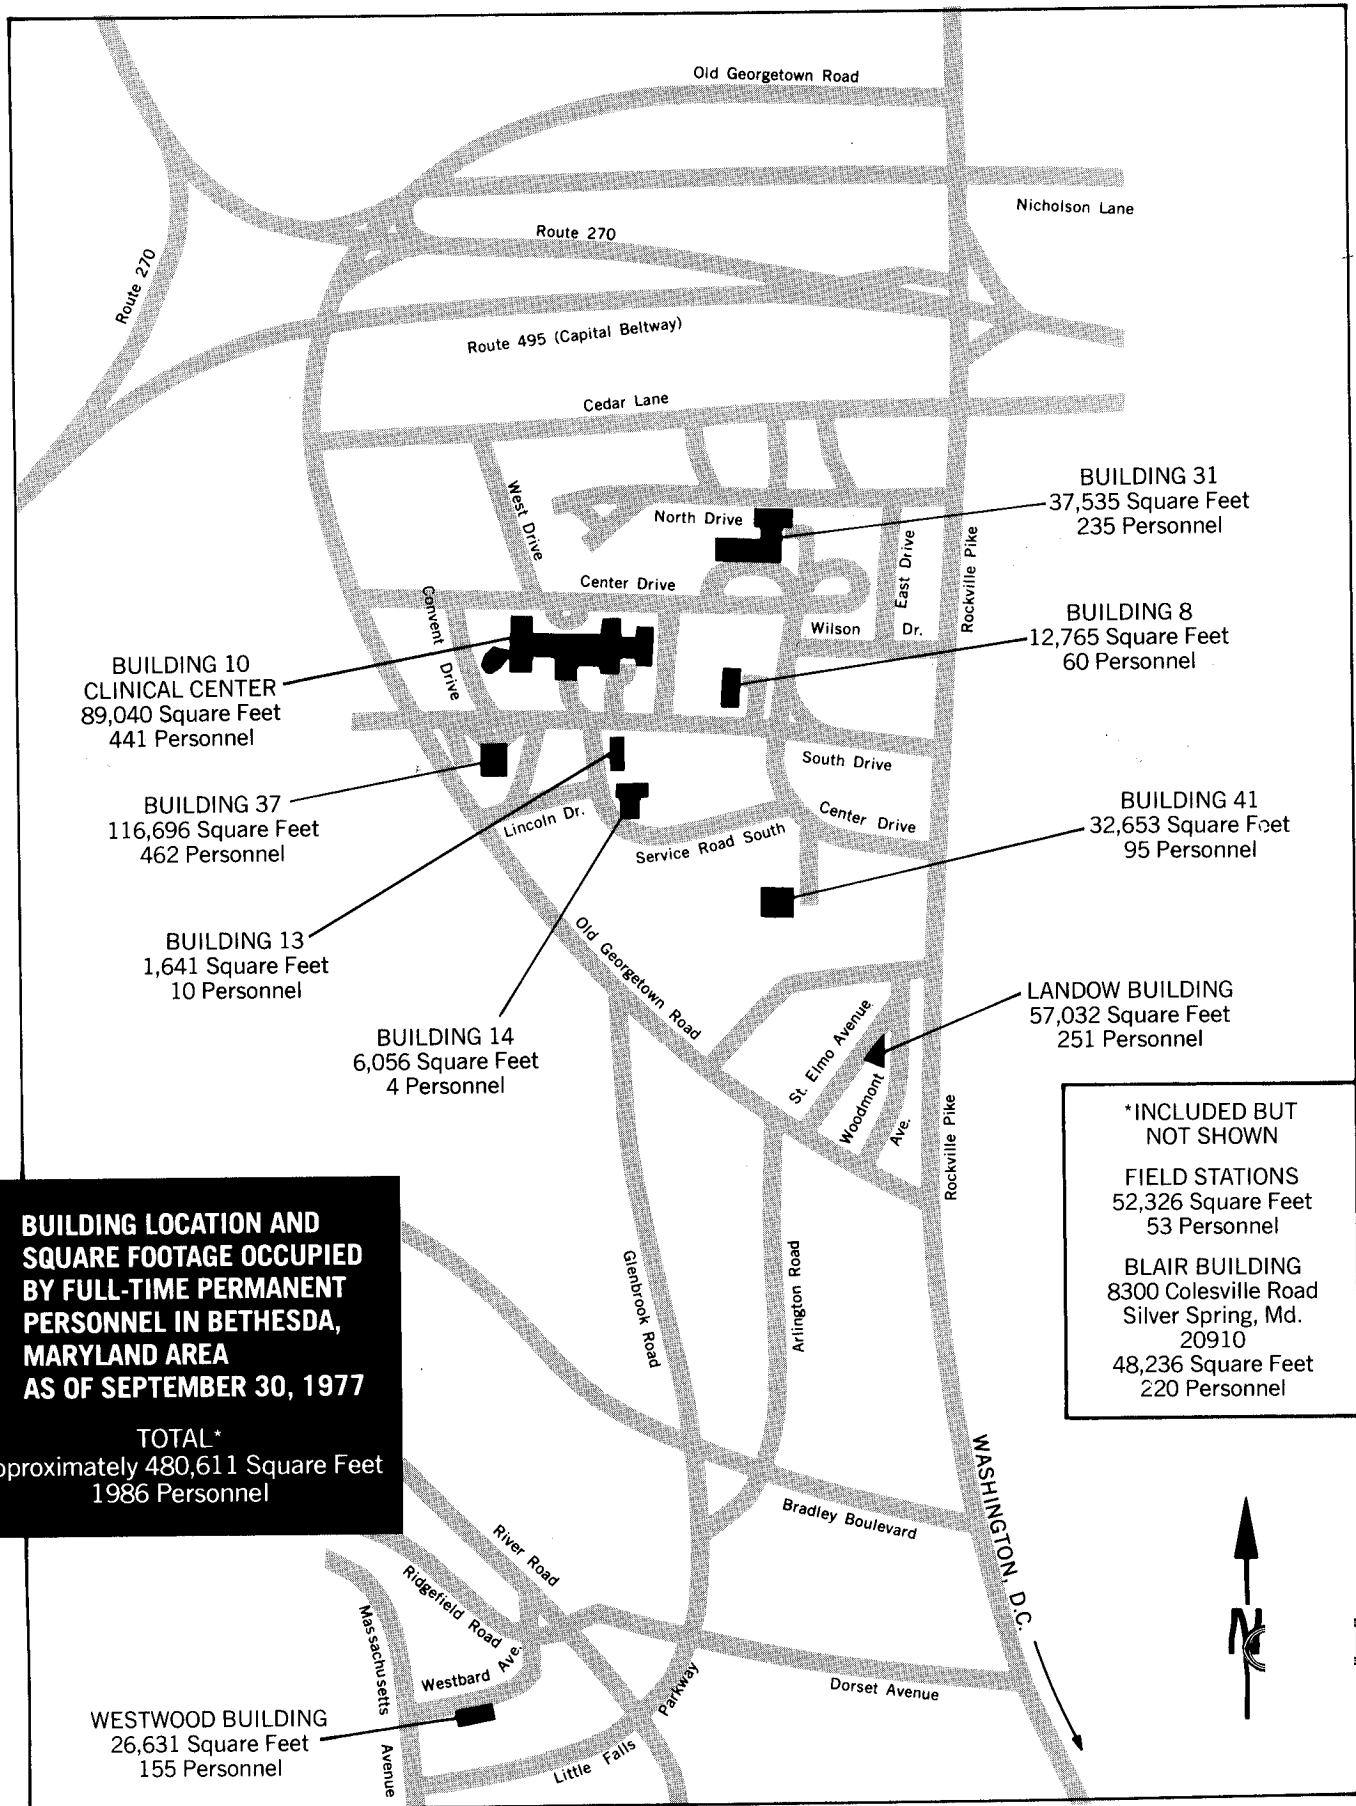 Old Georgetown Road
Nicholson Lane
Route 270
Route 270
Route 495 (Capital Beltway)
Cedar Lane
West Drive
North Drive
East Drive
Rockville Pike
BUILDING 31
37,535 Square Feet
235 Personnel
Center Drive
Convent Drive
Wilson Dr.
BUILDING 8
12,765 Square Feet
60 Personnel
BUILDING 10
CLINICAL CENTER
89,040 Square Feet
441 Personnel
South Drive
BUILDING 37
116,696 Square Feet
462 Personnel
Lincoln Dr.
Center Drive
Service Road South
BUILDING 41
32,653 Square Feet
95 Personnel
BUILDING 13
1,641 Square Feet
10 Personnel
Old Georgetown Road
BUILDING 14
6,056 Square Feet
4 Personnel
St. Elmo Avenue
Woodmont Ave.
LANDOW BUILDING
57,032 Square Feet
251 Personnel
Rockville Pike
*INCLUDED BUT
NOT SHOWN
FIELD STATIONS
52,326 Square Feet
53 Personnel
BLAIR BUILDING
8300 Colesville Road
Silver Spring, Md.
20910
48,236 Square Feet
220 Personnel
BUILDING LOCATION AND
SQUARE FOOTAGE OCCUPIED
BY FULL-TIME PERMANENT
PERSONNEL IN BETHESDA,
MARYLAND AREA
AS OF SEPTEMBER 30, 1977
TOTAL*
pproximately 480,611 Square Feet
1986 Personnel
Glenbrook Road
Arlington Road
Bradley Boulevard
WASHINGTON, D.C.
River Road
Ridgefield Road
Massachusetts Avenue
Westbard Ave.
Dorset Avenue
Little Falls Parkway
WESTWOOD BUILDING
26,631 Square Feet
155 Personnel
N